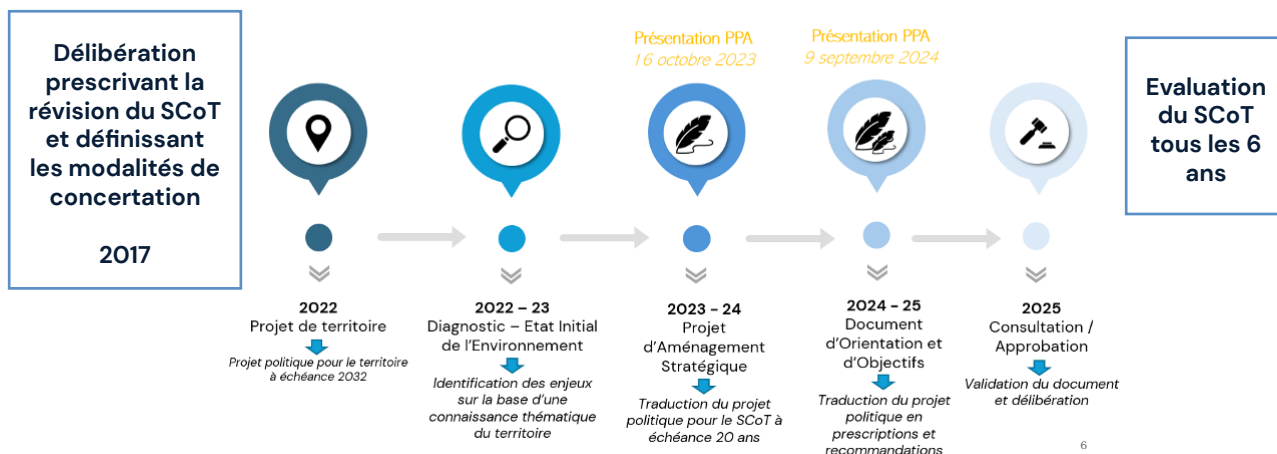 Délibération
prescrivant la
révision du SCoT
et définissant
les modalités de
concertation
2017
Présentation PPA
16 octobre 2023
Présentation PPA
9 septembre 2024
Evaluation
du SCoT
tous les 6
ans
2022
Projet de territoire
Projet politique pour le territoire
à échéance 2032
2022 – 23
Diagnostic – Etat Initial
de l’Environnement
Identification des enjeux
sur la base d’une
connaissance thématique
du territoire
2023 - 24
Projet
d’Aménagement
Stratégique
Traduction du projet
politique pour le SCoT à
échéance 20 ans
2024 - 25
Document
d’Orientation et
d’Objectifs
Traduction du projet
politique en
prescriptions et
recommandations
2025
Consultation /
Approbation
Validation du document
et délibération
6